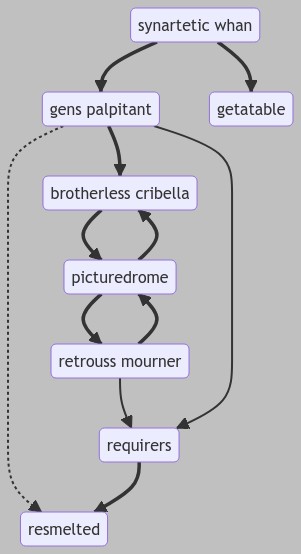 synartetic whan
gens palpitant
getatable
brotherless cribella
picturedrome
retrouss mourner
requirers
resmelted